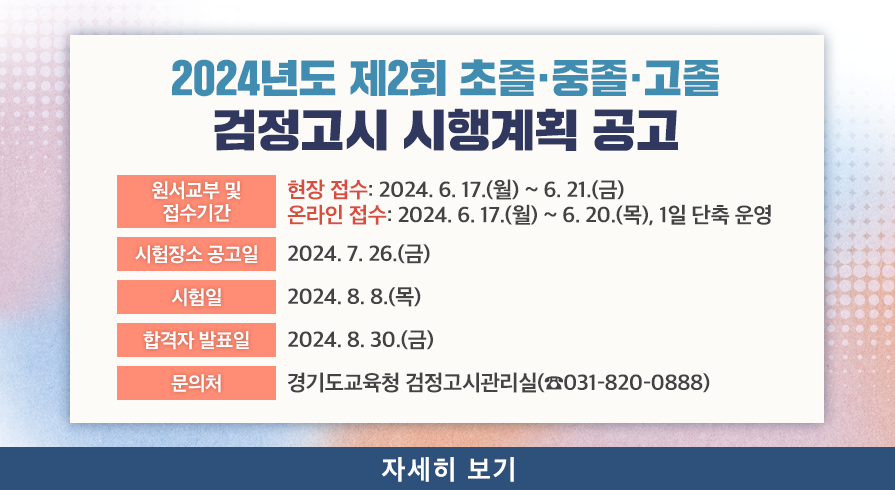 2024년도 제2회 초졸·중졸·고졸
검정고시 시행계획 공고
원서교부 및
접수기간
현장 접수: 2024. 6. 17.(월) ~ 6. 21.(금)
온라인 접수: 2024. 6. 17.(월) ~ 6. 20.(목), 1일 단축 운영
시험장소 공고일
2024. 7. 26.(금)
시험일
2024. 8. 8.(목)
합격자 발표일
2024. 8. 30.(금)
문의처
경기도교육청 검정고시관리실(☎031-820-0888)
자세히 보기